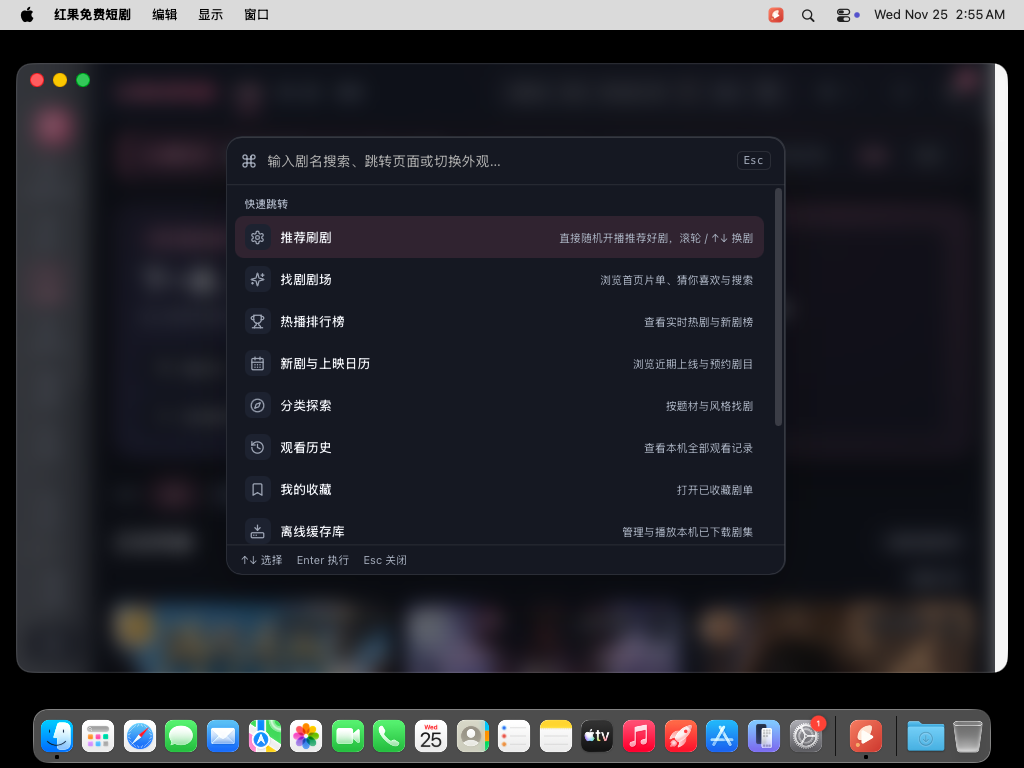 红果免费短剧 编辑 显示 窗口 Wed Nov 25 2:55 AM
输入剧名搜索、跳转页面或切换外观... Esc
快速跳转
推荐刷剧 直接随机开播推荐好剧，滚轮 / ↑↓ 换剧
找剧剧场 浏览首页片单、猜你喜欢与搜索
热播排行榜 查看实时热剧与新剧榜
新剧与上映日历 浏览近期上线与预约剧目
分类探索 按题材与风格找剧
观看历史 查看本机全部观看记录
我的收藏 打开已收藏剧单
离线缓存库 管理与播放本机已下载剧集
↑↓ 选择 Enter 执行 Esc 关闭
Wed
25
tv
1